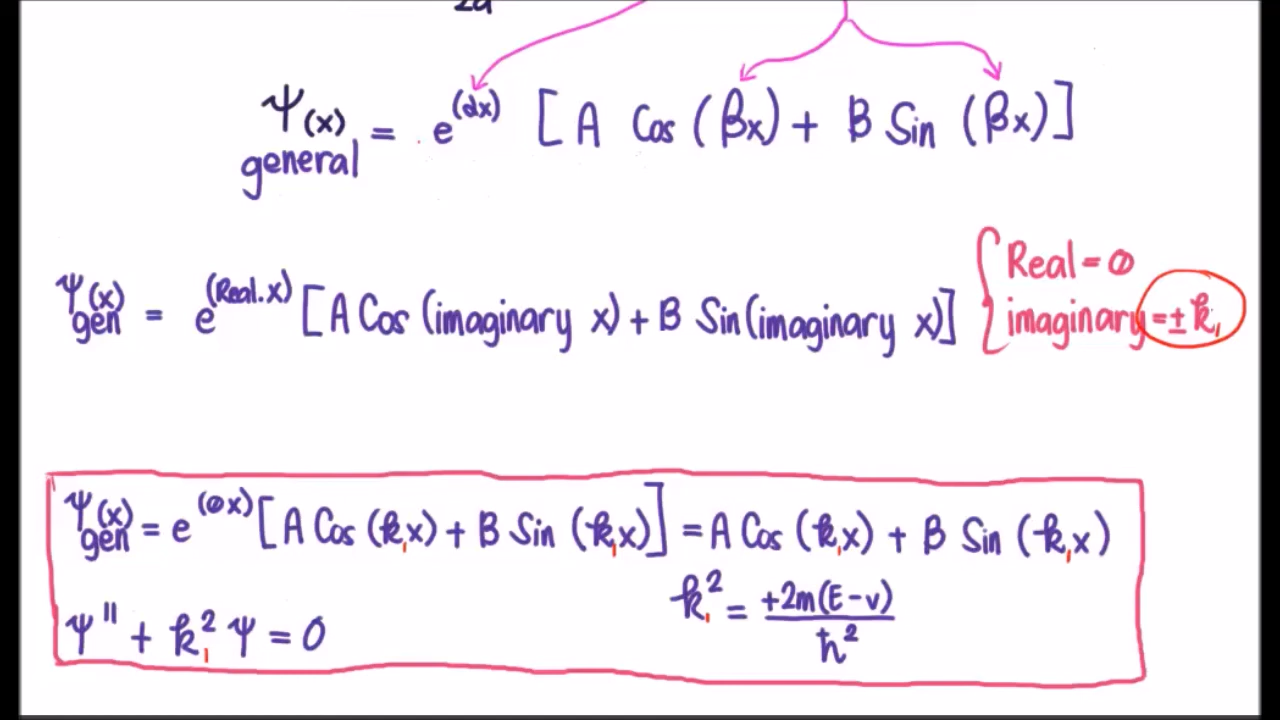 2a
Ψ(x) general = e^(αx) [A Cos (βx) + B Sin (βx)]
Ψ(x) gen = e^(Real.x) [A Cos (imaginary x) + B Sin(imaginary x)]
Real = 0
imaginary = ± k₁
Ψ(x) gen = e^(0x) [A Cos (k₁x) + B Sin (k₁x)] = A Cos (k₁x) + B Sin (k₁x)
k₁² = +2m(E-v) / ħ²
Ψ'' + k₁² Ψ = 0